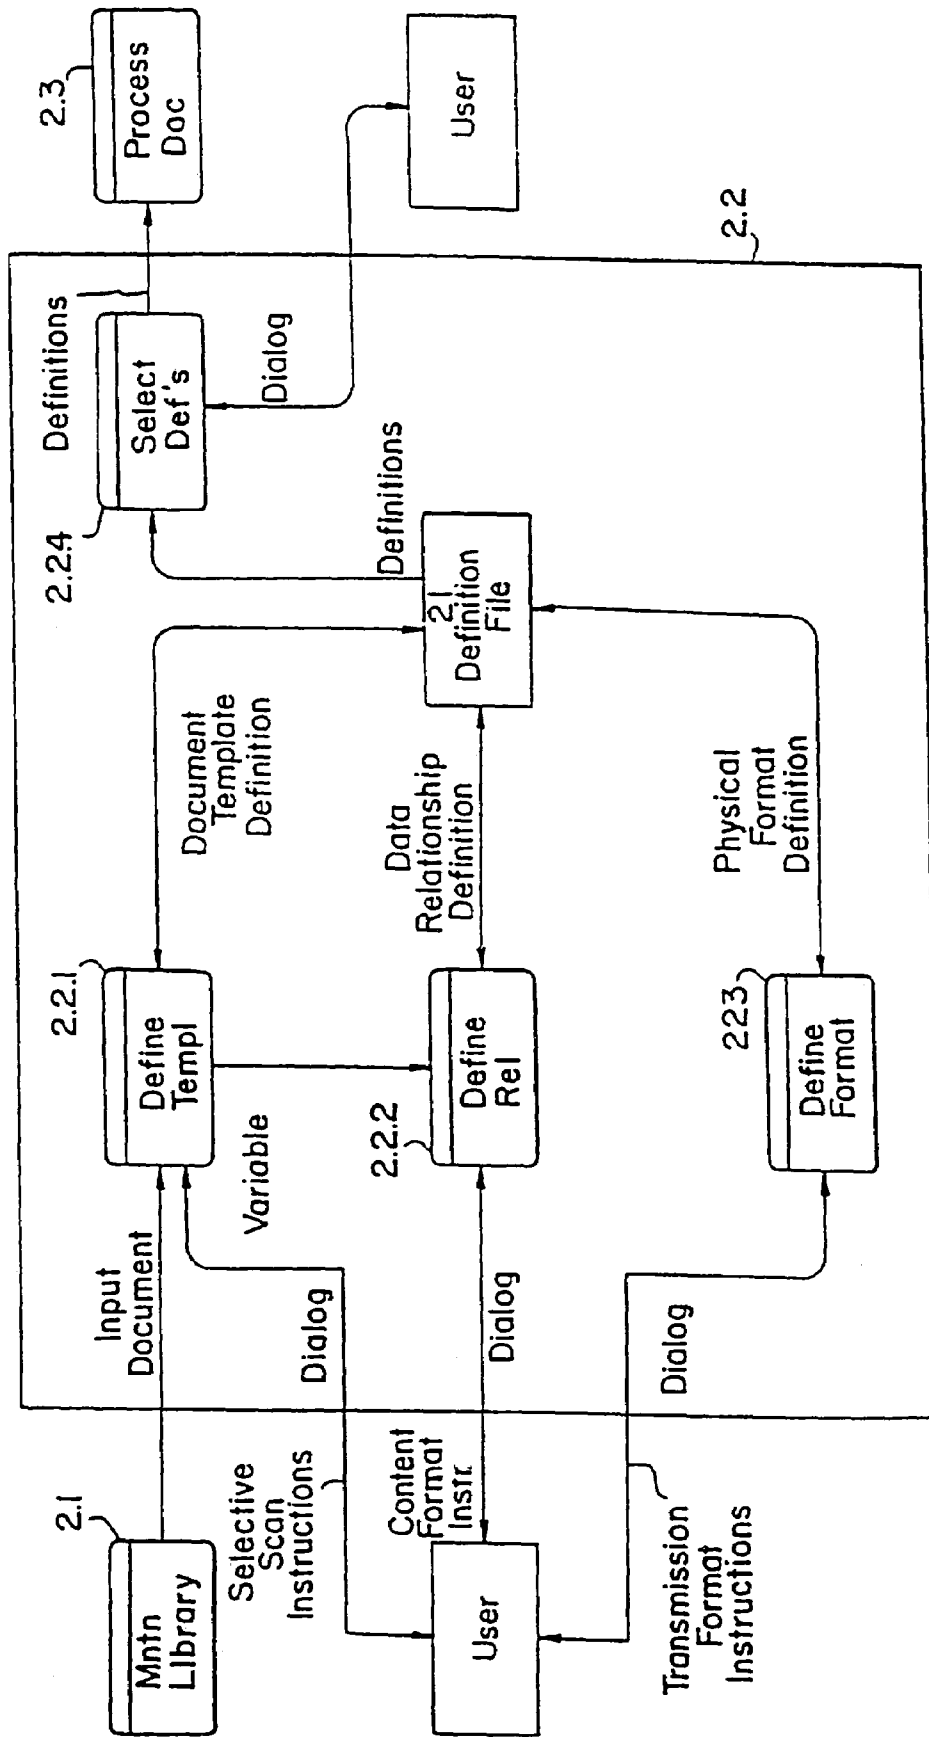 2.1
Mntn
Library
Input
Document
2.2.1
Define
Templ
Document
Template
Definition
2.2.4
Select
Def's
Definitions
2.3
Process
Doc
Selective
Scan
Instructions
Dialog
Variable
Definitions
Dialog
User
Content
Format
Instr.
Dialog
2.2.2
Define
Rel
Data
Relationship
Definition
2.1
Definition
File
User
Transmission
Format
Instructions
Dialog
223
Define
Format
Physical
Format
Definition
2.2